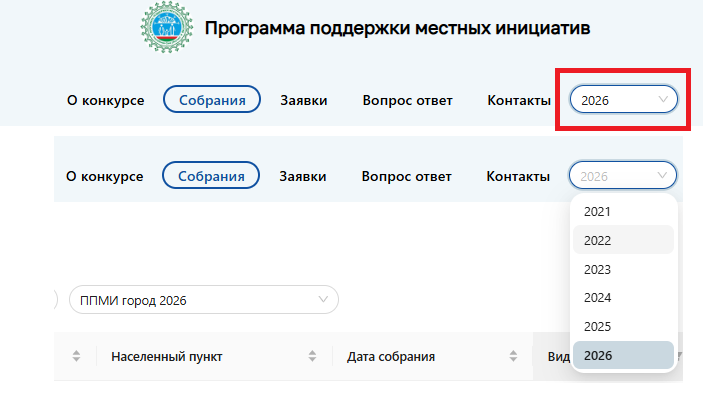 Программа поддержки местных инициатив
О конкурсе Собрания Заявки Вопрос ответ Контакты 2026
О конкурсе Собрания Заявки Вопрос ответ Контакты 2026
2021
2022
2023
2024
2025
2026
ППМИ город 2026
Населенный пункт Дата собрания Вид